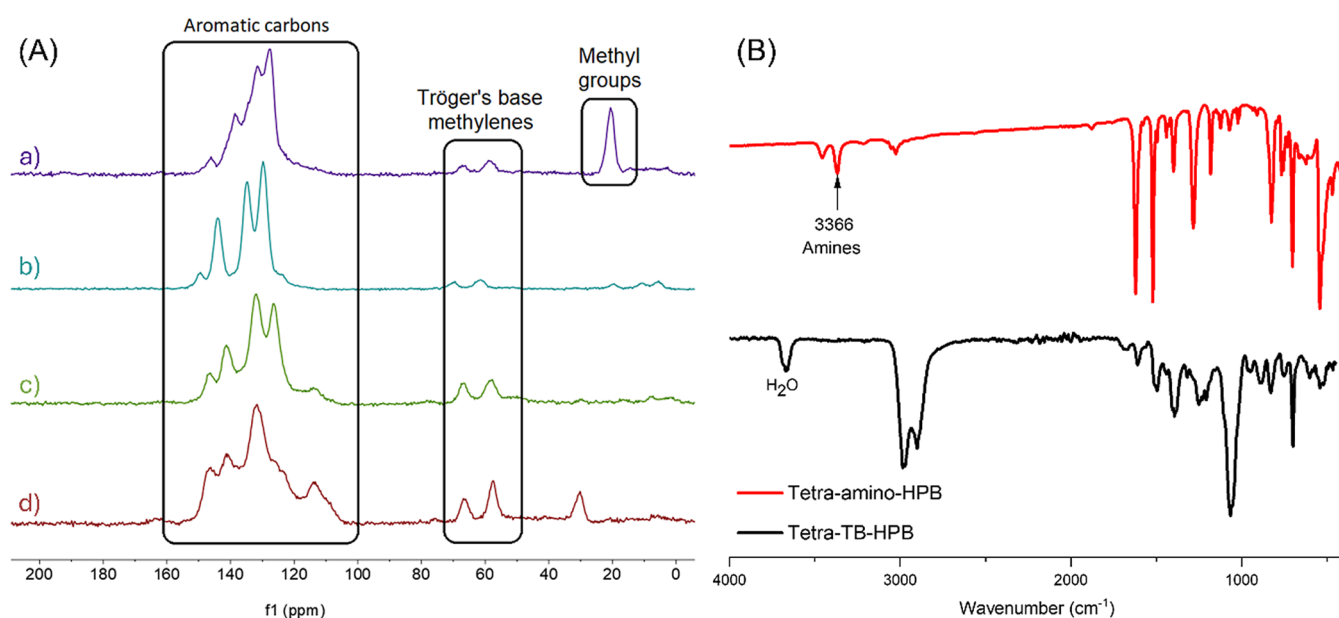 (A)
Aromatic carbons
Tröger's base
methylenes
Methyl
groups
a)
b)
c)
d)
200 180 160 140 120 100 80 60 40 20 0
f1 (ppm)
(B)
3366
Amines
H₂O
Tetra-amino-HPB
Tetra-TB-HPB
4000 3000 2000 1000
Wavenumber (cm⁻¹)